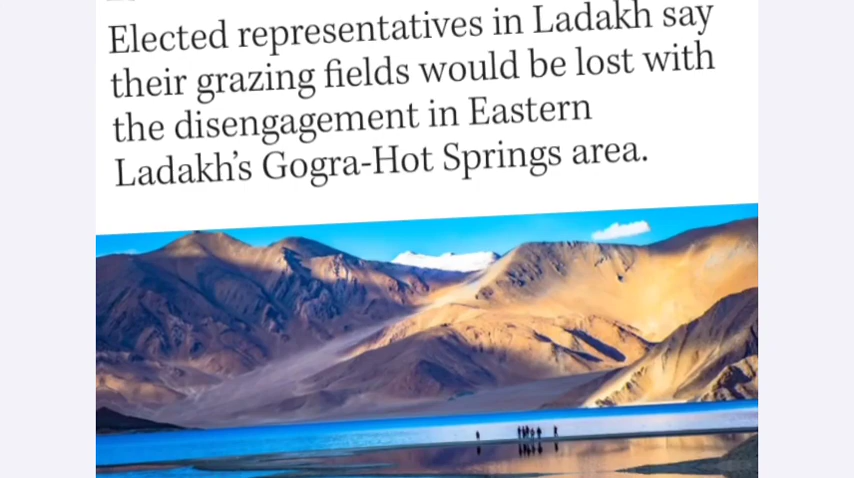 Elected representatives in Ladakh say
their grazing fields would be lost with
the disengagement in Eastern
Ladakh's Gogra-Hot Springs area.